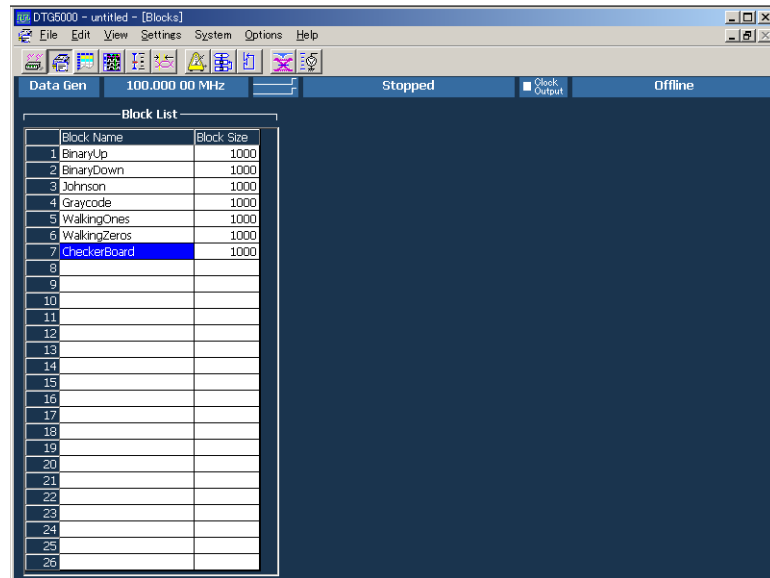 DTG5000 - untitled - [Blocks]
File Edit View Settings System Options Help
Data Gen 100.000 00 MHz Stopped Clock Output Offline
Block List
Block Name Block Size
1 BinaryUp 1000
2 BinaryDown 1000
3 Johnson 1000
4 Graycode 1000
5 WalkingOnes 1000
6 WalkingZeros 1000
7 CheckerBoard 1000
8
9
10
11
12
13
14
15
16
17
18
19
20
21
22
23
24
25
26